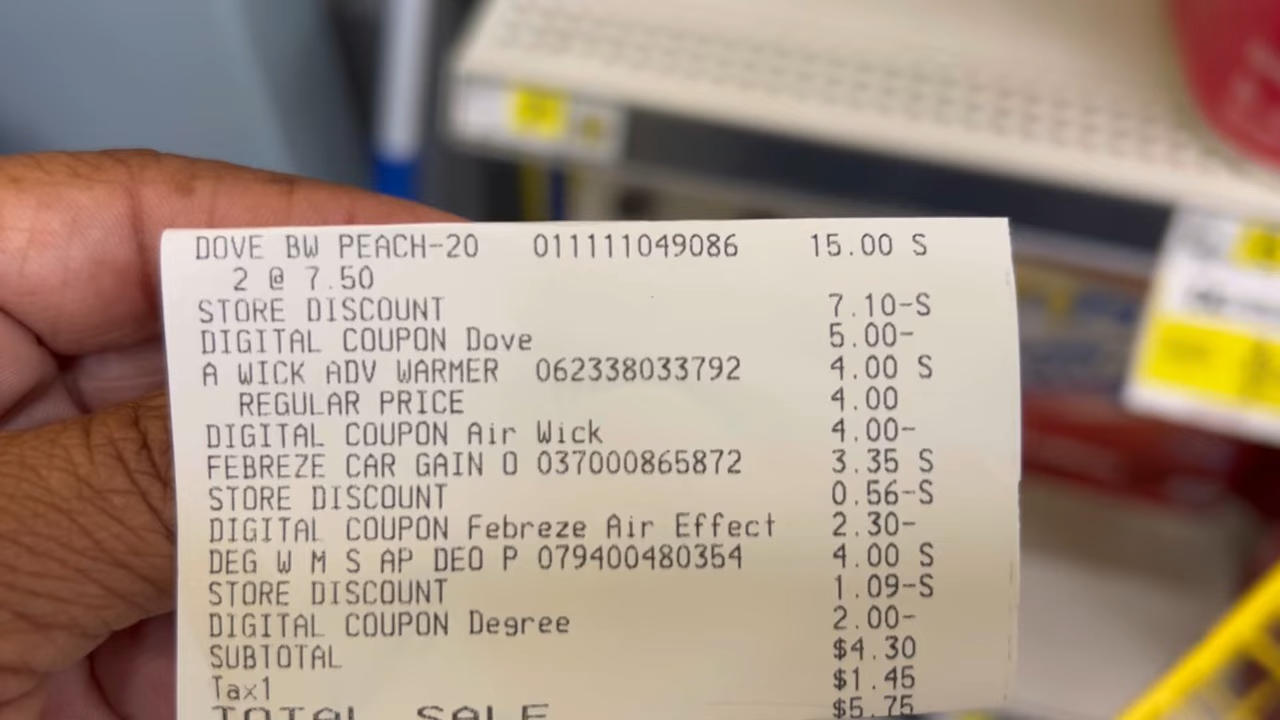 DOVE BW PEACH-20 011111049086 15.00 S
2 @ 7.50
STORE DISCOUNT 7.10-S
DIGITAL COUPON Dove 5.00-
A WICK ADV WARMER 062338033792 4.00 S
REGULAR PRICE 4.00
DIGITAL COUPON Air Wick 4.00-
FEBREZE CAR GAIN O 037000865872 3.35 S
STORE DISCOUNT 0.56-S
DIGITAL COUPON Febreze Air Effect 2.30-
DEG W M S AP DEO P 079400480354 4.00 S
STORE DISCOUNT 1.09-S
DIGITAL COUPON Degree 2.00-
SUBTOTAL $4.30
Tax1 $1.45
TOTAL SALE $5.75